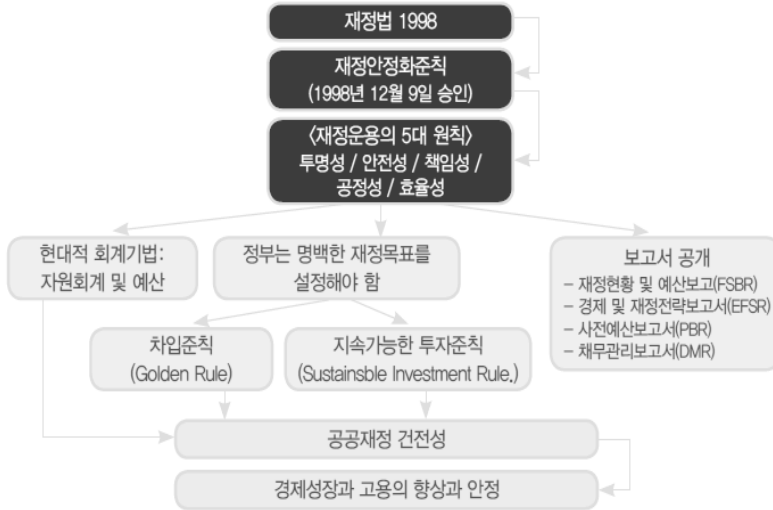 재정법 1998
재정안정화준칙
(1998년 12월 9일 승인)
〈재정운용의 5대 원칙〉
투명성 / 안전성 / 책임성 /
공정성 / 효율성
현대적 회계기법:
자원회계 및 예산
정부는 명백한 재정목표를
설정해야 함
보고서 공개
– 재정현황 및 예산보고(FSBR)
– 경제 및 재정전략보고서(EFSR)
– 사전예산보고서(PBR)
– 채무관리보고서(DMR)
차입준칙
(Golden Rule)
지속가능한 투자준칙
(Sustainsble Investment Rule.)
공공재정 건전성
경제성장과 고용의 향상과 안정